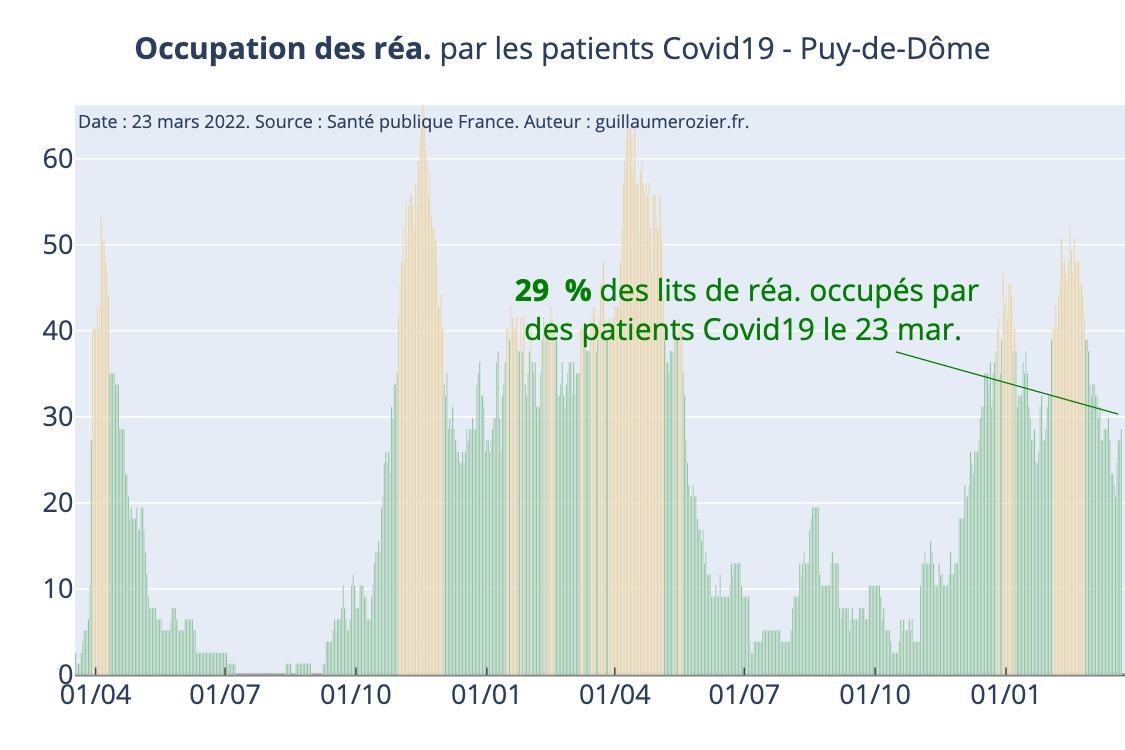 Occupation des réa. par les patients Covid19 - Puy-de-Dôme
Date : 23 mars 2022. Source : Santé publique France. Auteur : guillaumerozier.fr.
60
50
29  % des lits de réa. occupés par
des patients Covid19 le 23 mar.
40
30
20
10
0
01/04 01/07 01/10 01/01 01/04 01/07 01/10 01/01